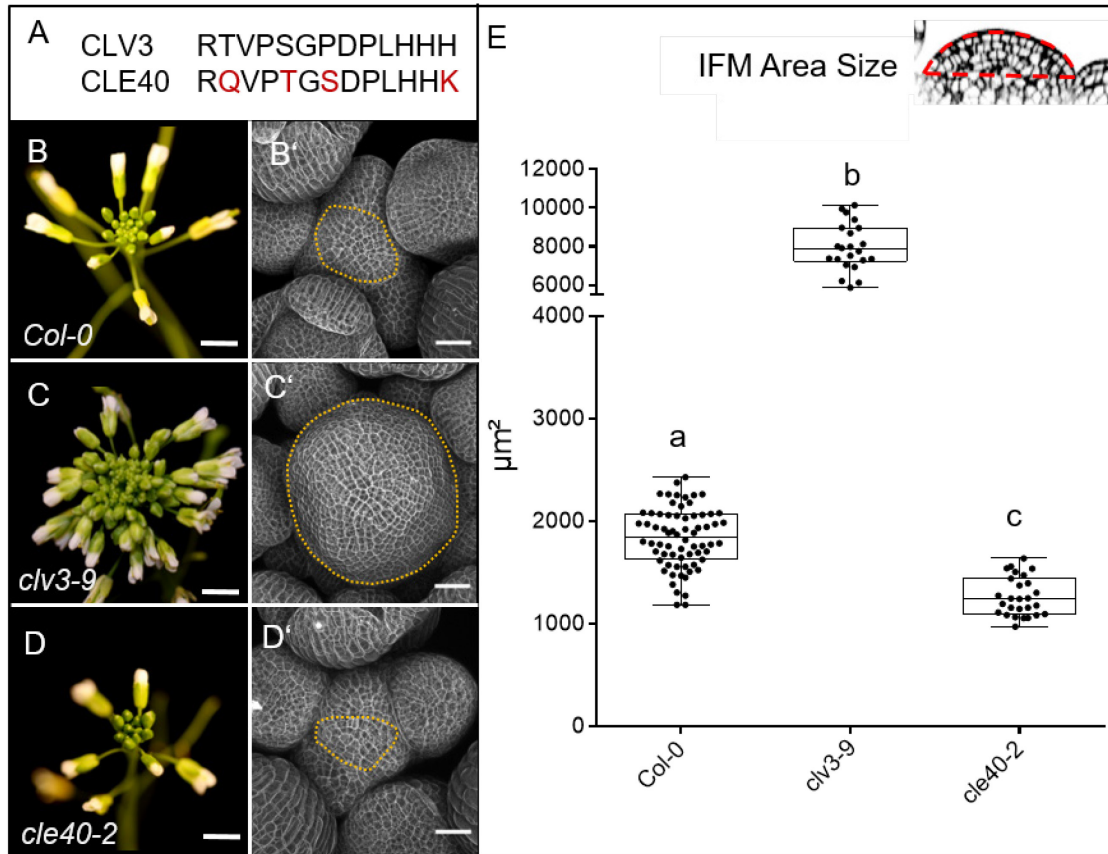 A
CLV3 RTVPSGPDPLHHH
CLE40 RQVPTGSDPLHHK
B
Col-0
B‘
C
clv3-9
C‘
D
cle40-2
D‘
E
IFM Area Size
µm²
12000
10000
8000
6000
4000
3000
2000
1000
0
a
b
c
Col-0
clv3-9
cle40-2